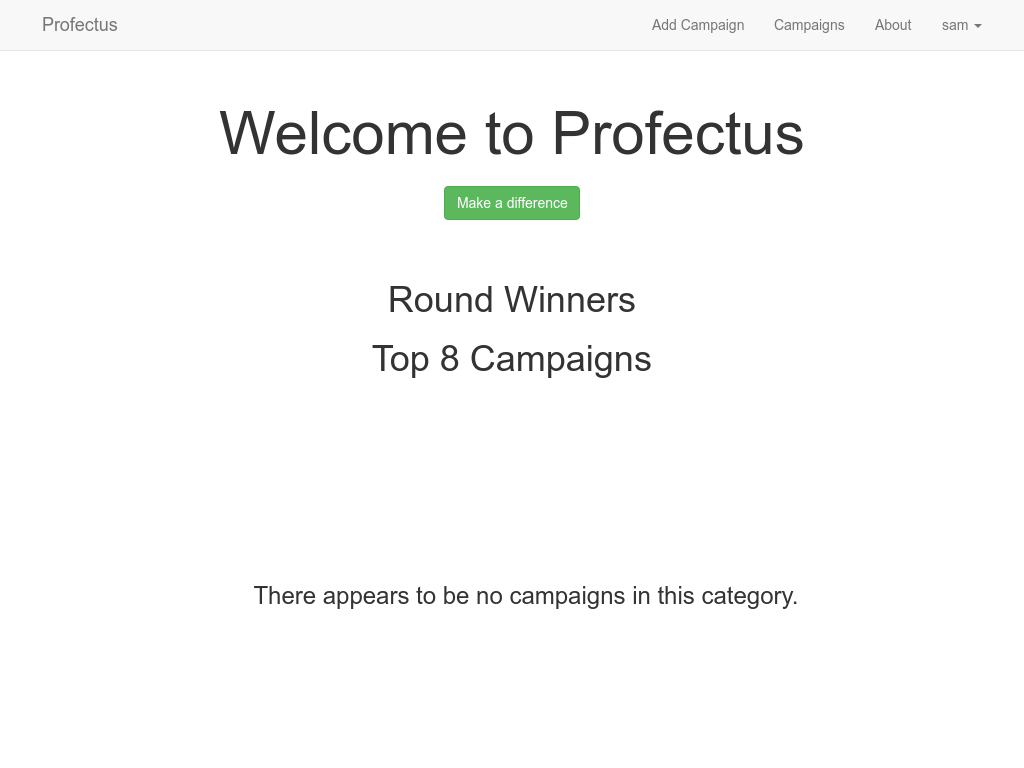 Profectus
Add Campaign
Campaigns
About
sam
Welcome to Profectus
Make a difference
Round Winners
Top 8 Campaigns
There appears to be no campaigns in this category.